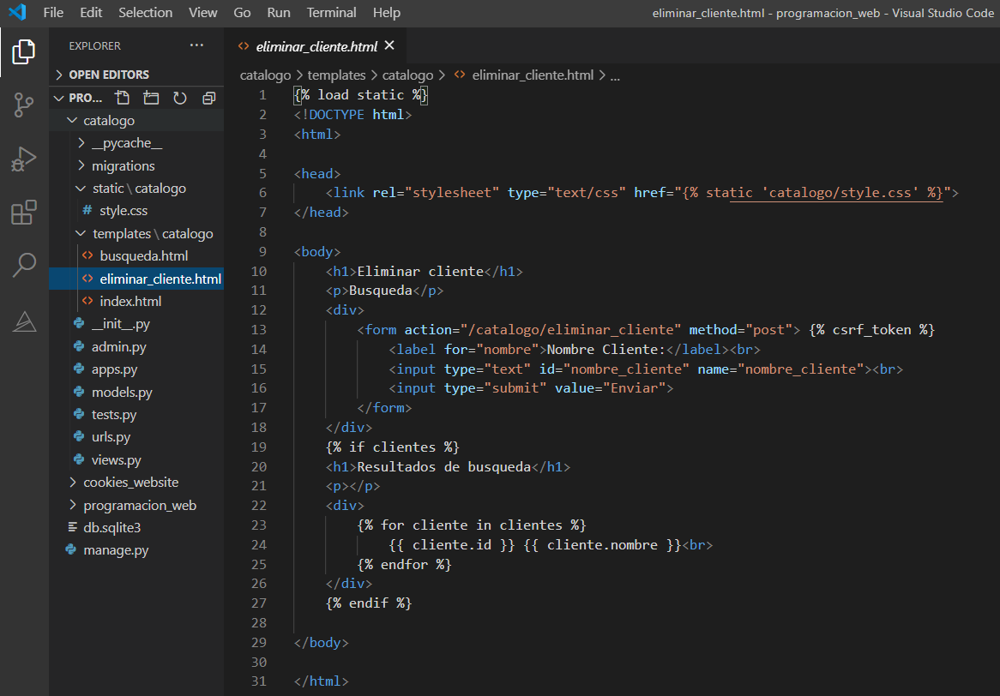 File Edit Selection View Go Run Terminal Help eliminar_cliente.html - programacion_web - Visual Studio Code
EXPLORER ...
OPEN EDITORS
PRO...
catalogo
__pycache__
migrations
static \ catalogo
# style.css
templates \ catalogo
<> busqueda.html
<> eliminar_cliente.html
<> index.html
__init__.py
admin.py
apps.py
models.py
tests.py
urls.py
views.py
cookies_website
programacion_web
db.sqlite3
manage.py
<> eliminar_cliente.html ×
catalogo > templates > catalogo > <> eliminar_cliente.html > ...
1 {% load static %}
2 <!DOCTYPE html>
3 <html>
4
5 <head>
6     <link rel="stylesheet" type="text/css" href="{% static 'catalogo/style.css' %}">
7 </head>
8
9 <body>
10     <h1>Eliminar cliente</h1>
11     <p>Busqueda</p>
12     <div>
13         <form action="/catalogo/eliminar_cliente" method="post"> {% csrf_token %}
14             <label for="nombre">Nombre Cliente:</label><br>
15             <input type="text" id="nombre_cliente" name="nombre_cliente"><br>
16             <input type="submit" value="Enviar">
17         </form>
18     </div>
19     {% if clientes %}
20     <h1>Resultados de busqueda</h1>
21     <p></p>
22     <div>
23         {% for cliente in clientes %}
24             {{ cliente.id }} {{ cliente.nombre }}<br>
25         {% endfor %}
26     </div>
27     {% endif %}
28
29 </body>
30
31 </html>